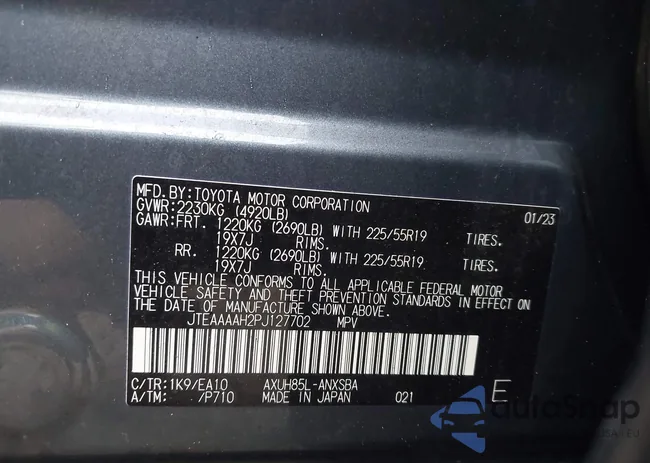 MFD. BY: TOYOTA MOTOR CORPORATION 01/23
GVWR: 2230KG (4920LB)
GAWR: FRT. 1220KG (2690LB) WITH 225/55R19 TIRES.
19X7J RIMS.
RR. 1220KG (2690LB) WITH 225/55R19 TIRES.
19X7J RIMS.
THIS VEHICLE CONFORMS TO ALL APPLICABLE FEDERAL MOTOR
VEHICLE SAFETY AND THEFT PREVENTION STANDARDS IN EFFECT ON
THE DATE OF MANUFACTURE SHOWN ABOVE.
JTEAAAAH2PJ127702 MPV
C/TR: 1K9/EA10 AXUH85L-ANXSBA
A/TM: /P710 MADE IN JAPAN 021 E
autoSnap